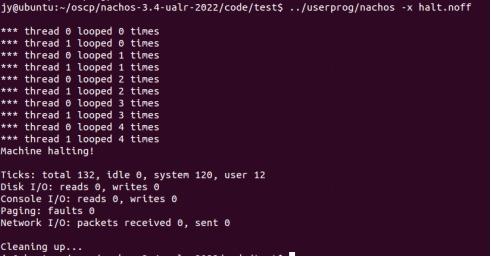 jy@ubuntu:~/oscp/nachos-3.4-ualr-2022/code/test$ ../userprog/nachos -x halt.noff
*** thread 0 looped 0 times
*** thread 1 looped 0 times
*** thread 0 looped 1 times
*** thread 1 looped 1 times
*** thread 0 looped 2 times
*** thread 1 looped 2 times
*** thread 0 looped 3 times
*** thread 1 looped 3 times
*** thread 0 looped 4 times
*** thread 1 looped 4 times
Machine halting!
Ticks: total 132, idle 0, system 120, user 12
Disk I/O: reads 0, writes 0
Console I/O: reads 0, writes 0
Paging: faults 0
Network I/O: packets received 0, sent 0
Cleaning up...